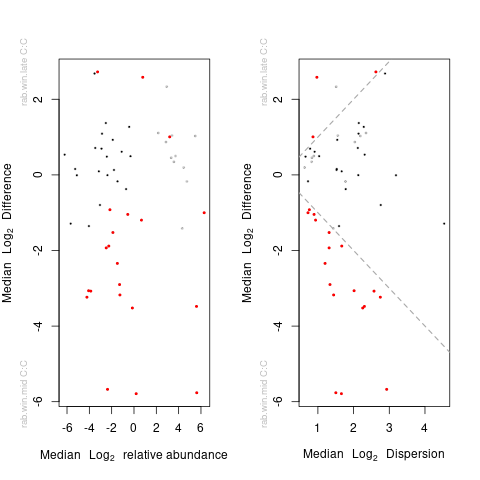 rab.win.late C:C
rab.win.mid C:C
Median Log2 Difference
2
0
-2
-4
-6
-6 -4 -2 0 2 4 6
Median Log2 relative abundance
rab.win.late C:C
rab.win.mid C:C
Median Log2 Difference
2
0
-2
-4
-6
1 2 3 4
Median Log2 Dispersion